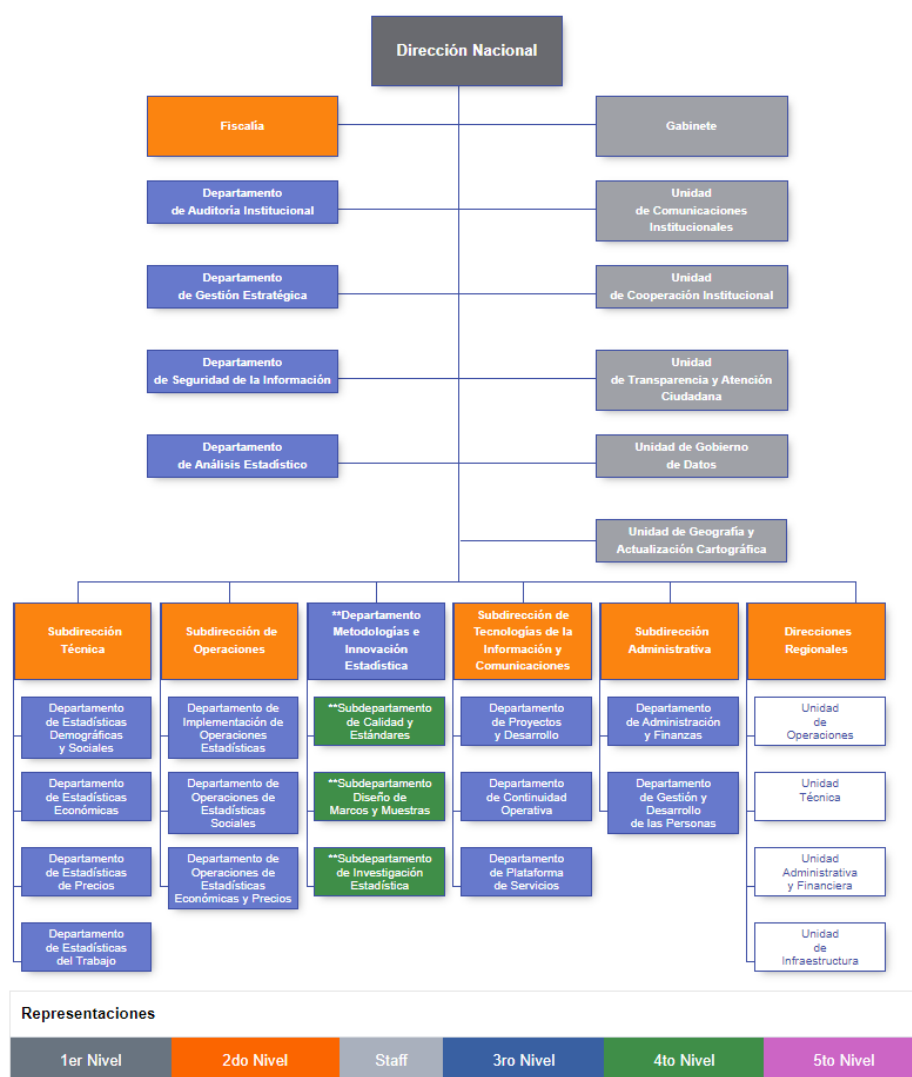 Dirección Nacional
Fiscalía
Gabinete
Departamento
de Auditoría Institucional
Unidad
de Comunicaciones
Institucionales
Departamento
de Gestión Estratégica
Unidad
de Cooperación Institucional
Departamento
de Seguridad de la Información
Unidad
de Transparencia y Atención
Ciudadana
Departamento
de Análisis Estadístico
Unidad de Gobierno
de Datos
Unidad de Geografía y
Actualización Cartográfica
Subdirección
Técnica
Subdirección de
Operaciones
**Departamento
Metodologías e
Innovación
Estadística
Subdirección de
Tecnologías de la
Información y
Comunicaciones
Subdirección
Administrativa
Direcciones
Regionales
Departamento
de Estadísticas
Demográficas
y Sociales
Departamento de
Implementación de
Operaciones
Estadísticas
**Subdepartamento
de Calidad y
Estándares
Departamento
de Proyectos
y Desarrollo
Departamento
de Administración
y Finanzas
Unidad
de
Operaciones
Departamento
de Estadísticas
Económicas
Departamento de
Operaciones de
Estadísticas
Sociales
**Subdepartamento
Diseño de
Marcos y Muestras
Departamento
de Continuidad
Operativa
Departamento
de Gestión y
Desarrollo
de las Personas
Unidad
Técnica
Departamento
de Estadísticas
de Precios
Departamento de
Operaciones de
Estadísticas
Económicas y Precios
**Subdepartamento
de Investigación
Estadística
Departamento
de Plataforma
de Servicios
Unidad
Administrativa
y Financiera
Departamento
de Estadísticas
del Trabajo
Unidad
de
Infraestructura
Representaciones
1er Nivel
2do Nivel
Staff
3ro Nivel
4to Nivel
5to Nivel